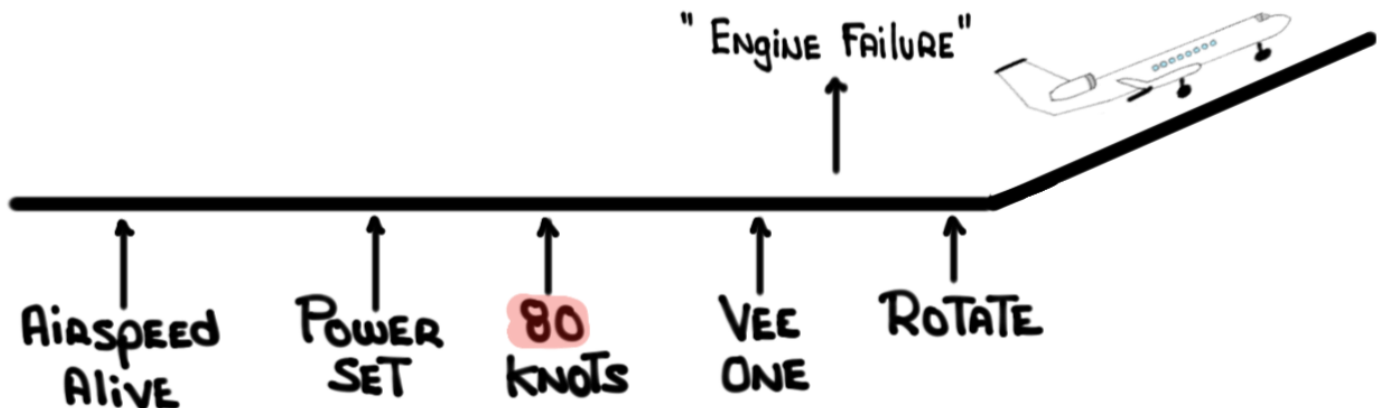 " Engine Failure"
Airspeed
Alive
Power
Set
80
Knots
Vee
One
Rotate